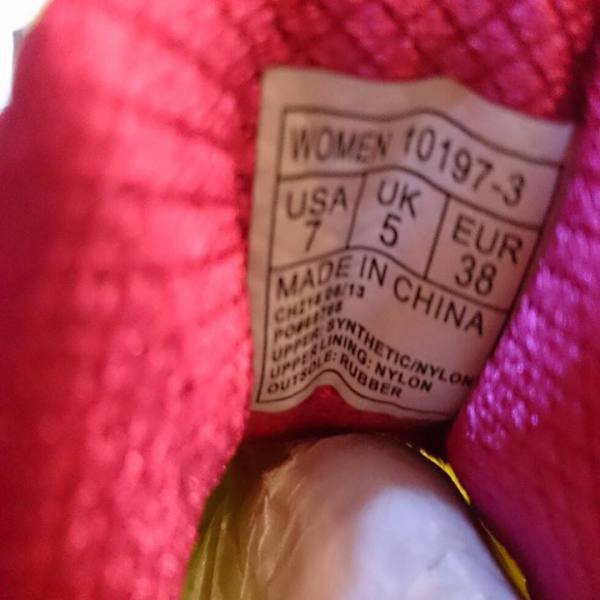 WOMEN 10197-3
USA UK EUR
7 5 38
MADE IN CHINA
UPPER: SYNTHETIC/NYLON
UPPER LINING: NYLON
OUTSOLE: RUBBER